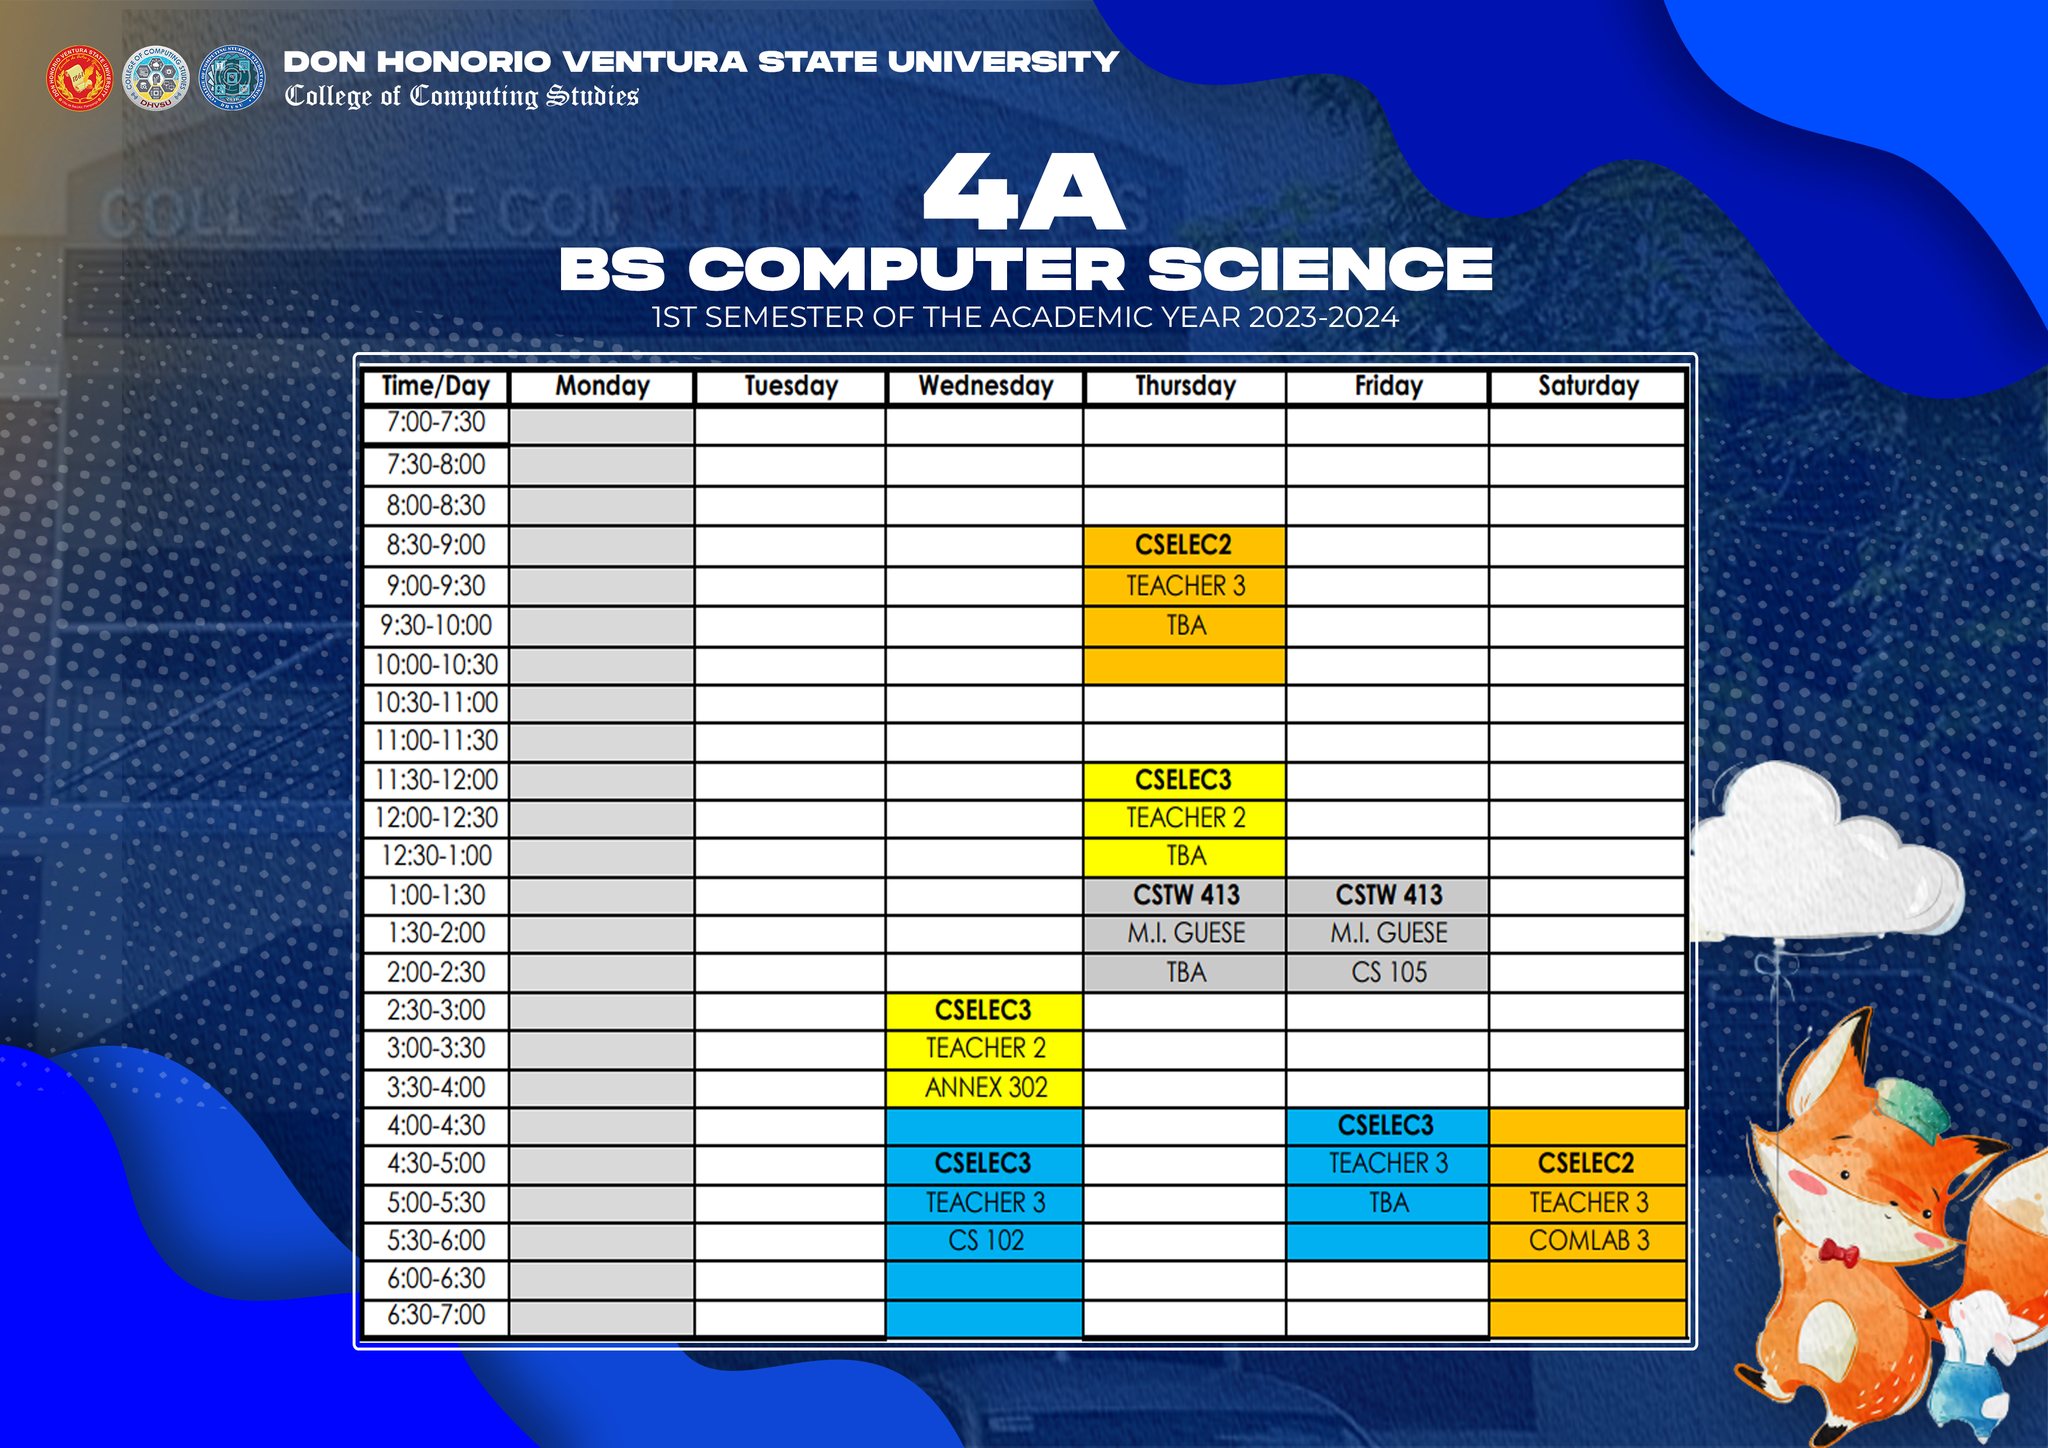 DON HONORIO VENTURA STATE UNIVERSITY
College of Computing Studies
COLLEGE OF COMPUTING
4A
BS COMPUTER SCIENCE
1ST SEMESTER OF THE ACADEMIC YEAR 2023-2024
Time/Day Monday Tuesday Wednesday Thursday Friday Saturday
7:00-7:30
7:30-8:00
8:00-8:30
8:30-9:00 CSELEC2
9:00-9:30 TEACHER 3
9:30-10:00 TBA
10:00-10:30
10:30-11:00
11:00-11:30
11:30-12:00 CSELEC3
12:00-12:30 TEACHER 2
12:30-1:00 TBA
1:00-1:30 CSTW 413 CSTW 413
1:30-2:00 M.I. GUESE M.I. GUESE
2:00-2:30 TBA CS 105
2:30-3:00 CSELEC3
3:00-3:30 TEACHER 2
3:30-4:00 ANNEX 302
4:00-4:30 CSELEC3
4:30-5:00 CSELEC3 TEACHER 3 CSELEC2
5:00-5:30 TEACHER 3 TBA TEACHER 3
5:30-6:00 CS 102 COMLAB 3
6:00-6:30
6:30-7:00